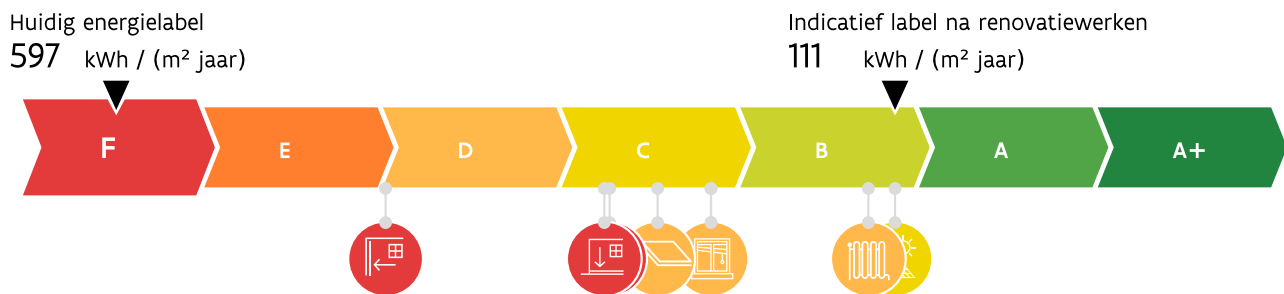 Huidig energielabel
597 kWh / (m² jaar)
Indicatief label na renovatiewerken
111 kWh / (m² jaar)
F E D C B A A+